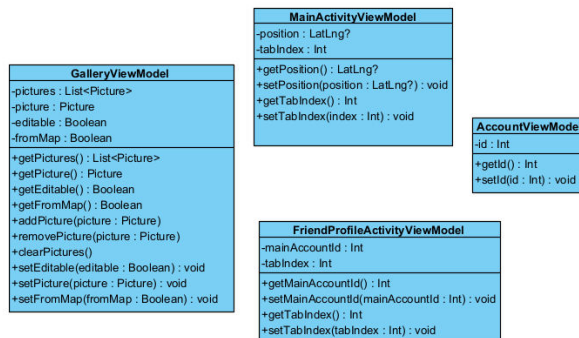 MainActivityViewModel
-position : LatLng?
-tabIndex : Int
+getPosition() : LatLng?
+setPosition(position : LatLng?) : void
+getTabIndex() : Int
+setTabIndex(index : Int) : void
GalleryViewModel
-pictures : List<Picture>
-picture : Picture
-editable : Boolean
-fromMap : Boolean
+getPictures() : List<Picture>
+getPicture() : Picture
+getEditable() : Boolean
+getFromMap() : Boolean
+addPicture(picture : Picture)
+removePicture(picture : Picture)
+clearPictures()
+setEditable(editable : Boolean) : void
+setPicture(picture : Picture) : void
+setFromMap(fromMap : Boolean) : void
AccountViewModel
-id : Int
+getId() : Int
+setId(id : Int) : void
FriendProfileActivityViewModel
-mainAccountId : Int
-tabIndex : Int
+getMainAccountId() : Int
+setMainAccountId(mainAccountId : Int) : void
+getTabIndex() : Int
+setTabIndex(tabIndex : Int) : void